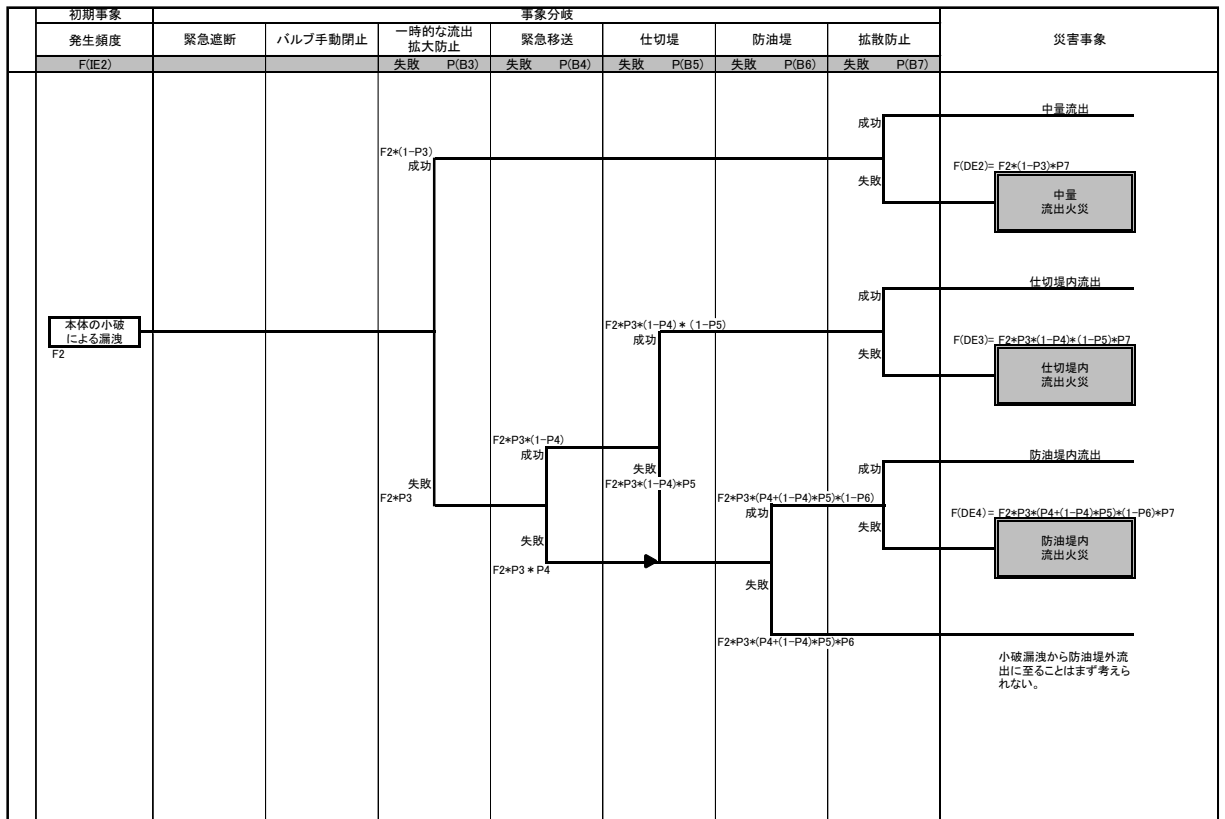 初期事象
事象分岐
発生頻度
緊急遮断
バルブ手動閉止
一時的な流出
拡大防止
緊急移送
仕切堤
防油堤
拡散防止
災害事象
F(IE2)
失敗 P(B3)
失敗 P(B4)
失敗 P(B5)
失敗 P(B6)
失敗 P(B7)
中量流出
成功
F2*(1-P3)
成功
失敗
F(DE2)= F2*(1-P3)*P7
中量
流出火災
仕切堤内流出
成功
本体の小破
による漏洩
F2
F2*P3*(1-P4)*(1-P5)
成功
失敗
F(DE3)= F2*P3*(1-P4)*(1-P5)*P7
仕切堤内
流出火災
F2*P3*(1-P4)
成功
防油堤内流出
成功
失敗
F2*P3*(1-P4)*P5
失敗
F2*P3
F2*P3*(P4+(1-P4)*P5)*(1-P6)
成功
失敗
F(DE4)= F2*P3*(P4+(1-P4)*P5)*(1-P6)*P7
防油堤内
流出火災
失敗
F2*P3*P4
失敗
F2*P3*(P4+(1-P4)*P5)*P6
小破漏洩から防油堤外流
出に至ることはまず考えら
れない。